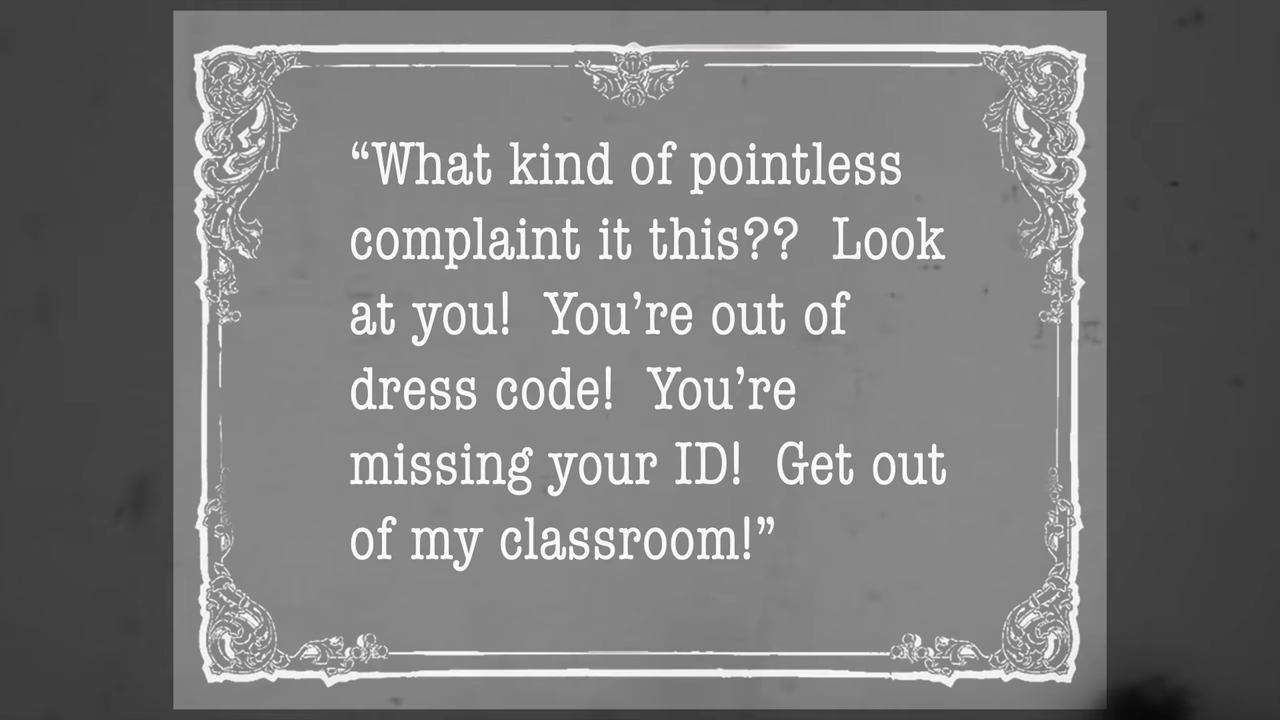 “What kind of pointless
complaint it this??  Look
at you!  You’re out of
dress code!  You’re
missing your ID!  Get out
of my classroom!”